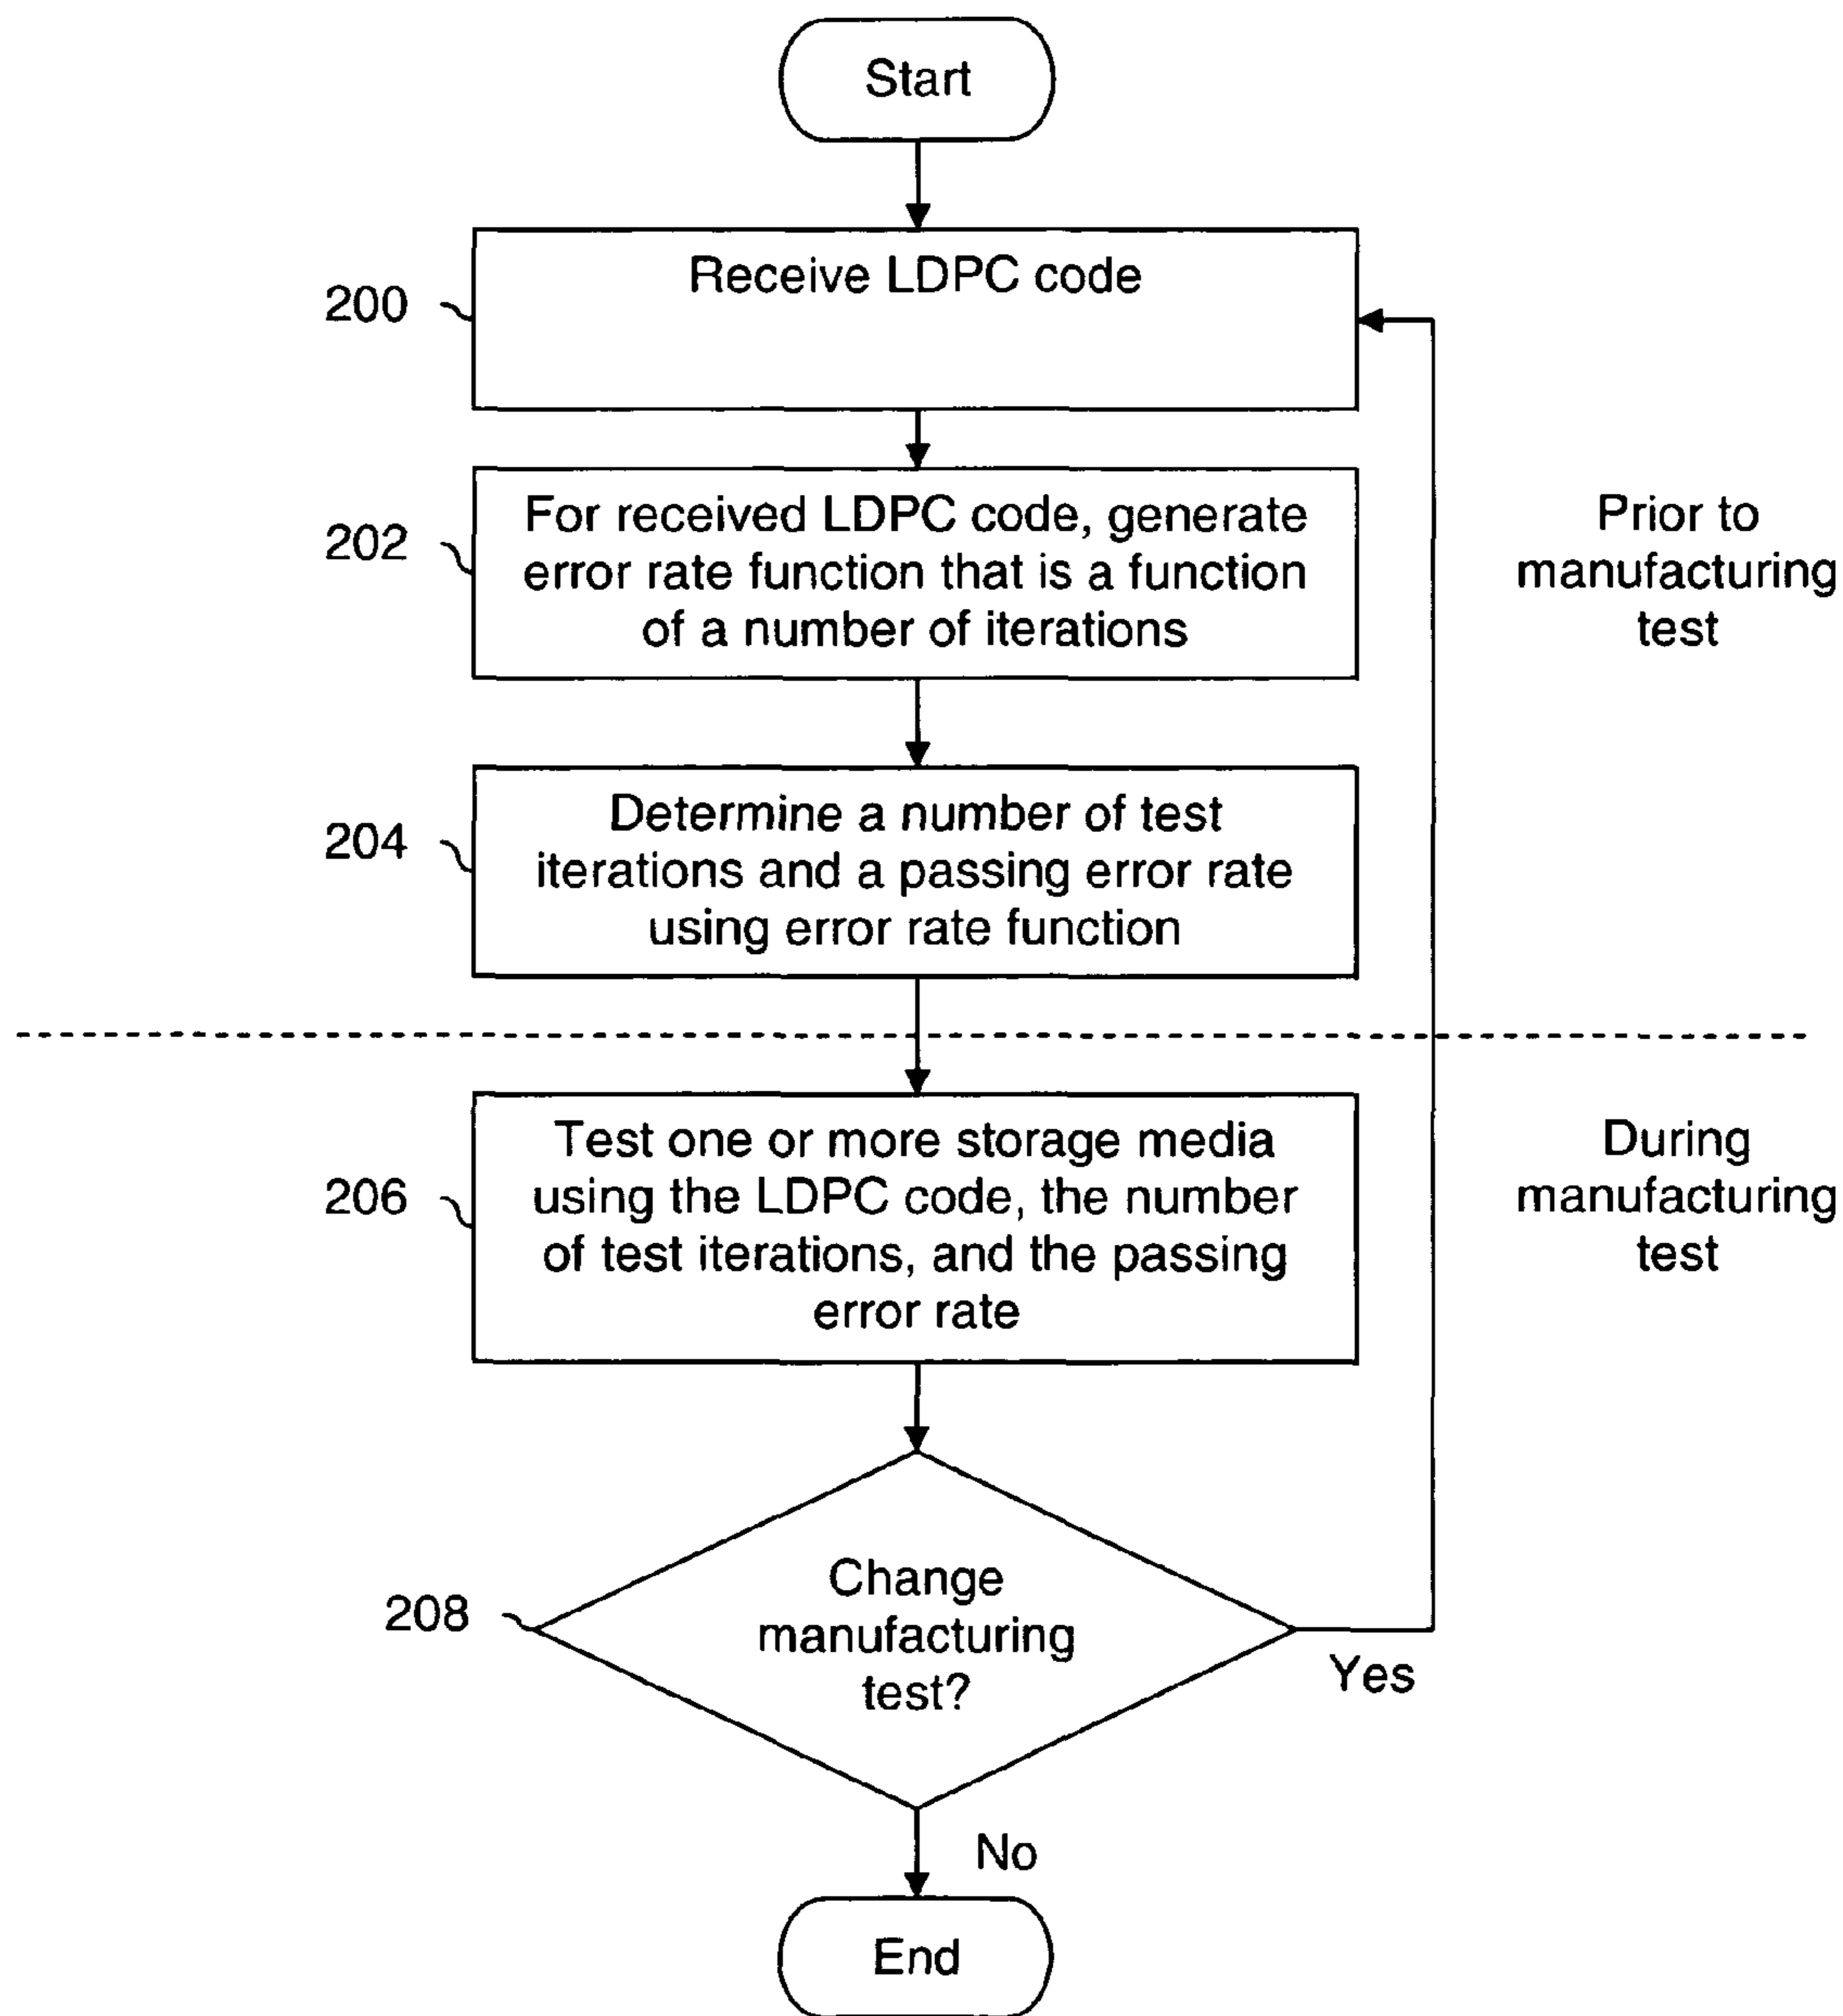 Start
200
Receive LDPC code
202
For received LDPC code, generate
error rate function that is a function
of a number of iterations
Prior to
manufacturing
test
204
Determine a number of test
iterations and a passing error rate
using error rate function
206
Test one or more storage media
using the LDPC code, the number
of test iterations, and the passing
error rate
During
manufacturing
test
208
Change
manufacturing
test?
Yes
No
End